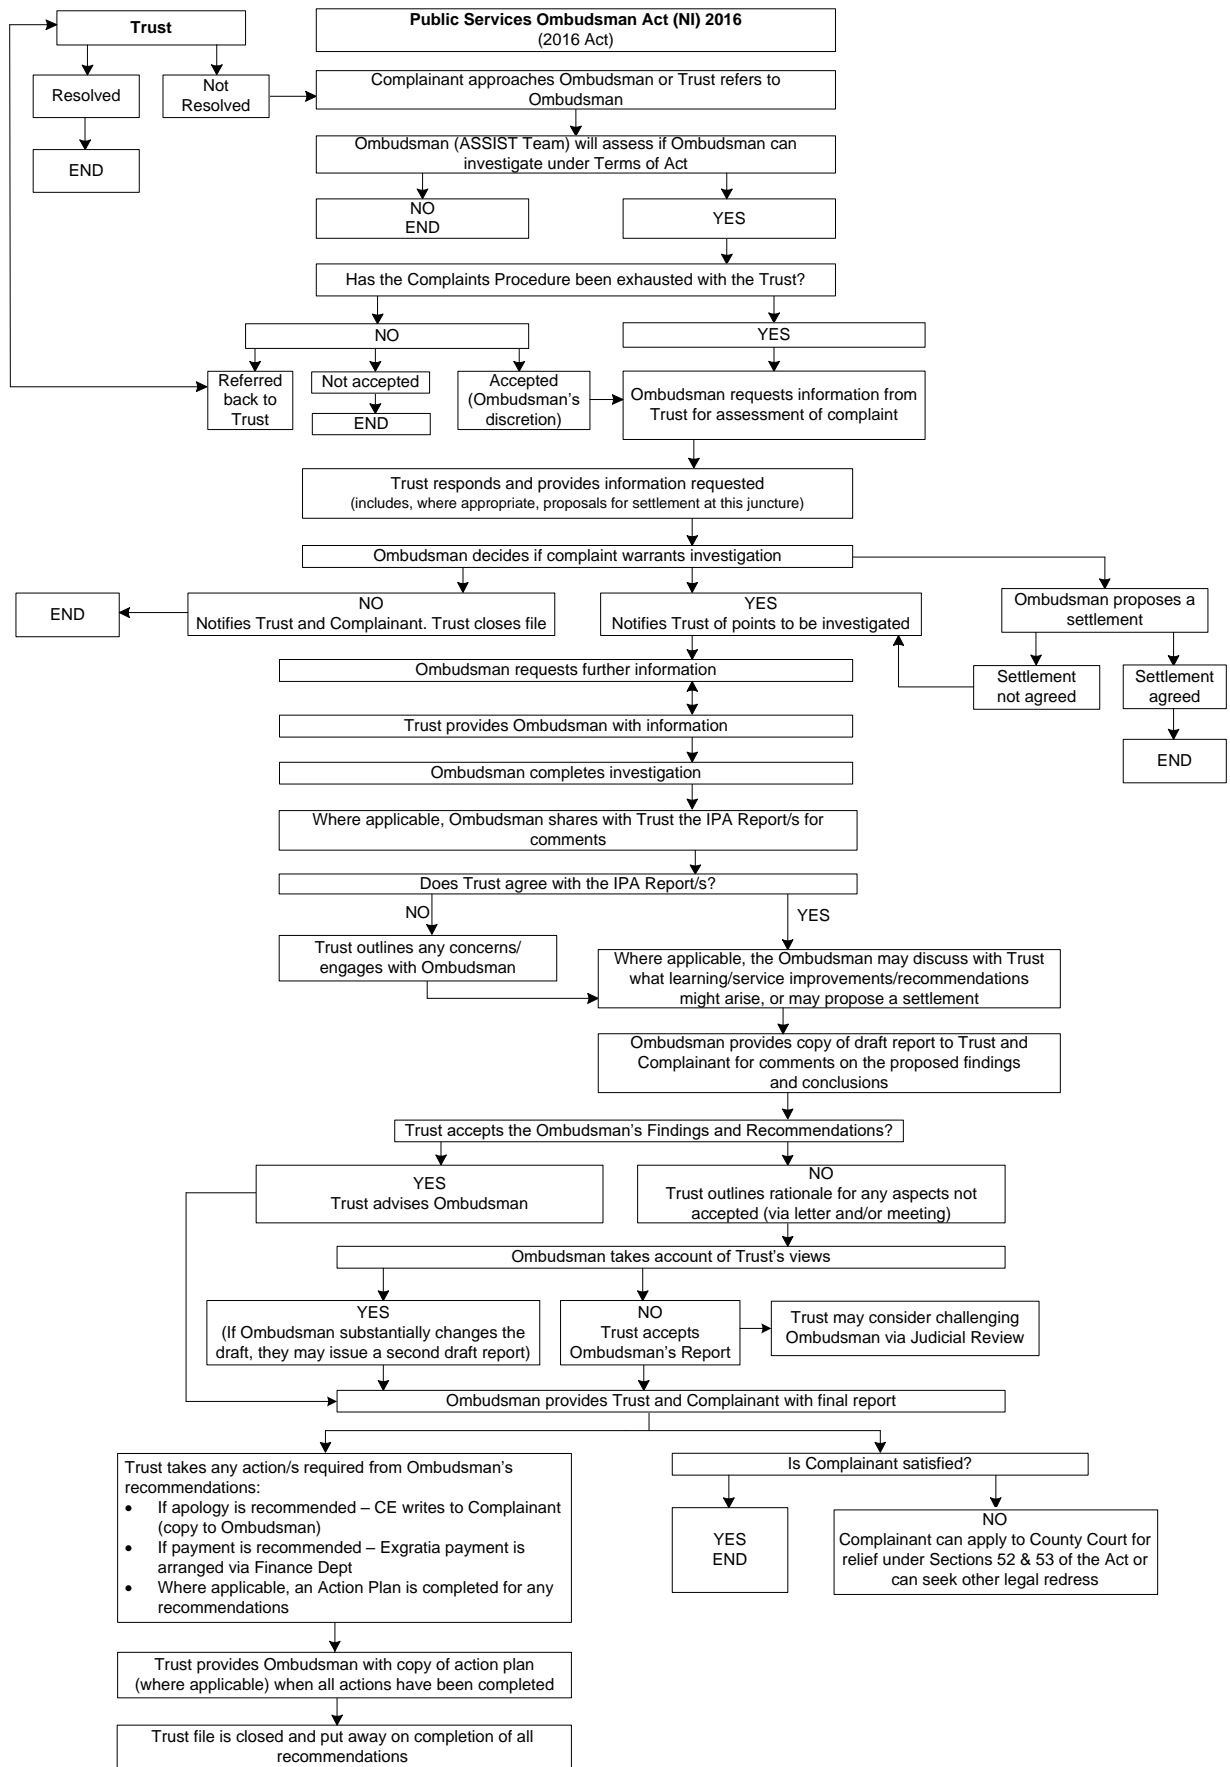 Trust
Public Services Ombudsman Act (NI) 2016
(2016 Act)
Resolved
Not
Resolved
Complainant approaches Ombudsman or Trust refers to
Ombudsman
END
Ombudsman (ASSIST Team) will assess if Ombudsman can
investigate under Terms of Act
NO
END
YES
Has the Complaints Procedure been exhausted with the Trust?
NO
YES
Referred
back to
Trust
Not accepted
END
Accepted
(Ombudsman’s
discretion)
Ombudsman requests information from
Trust for assessment of complaint
Trust responds and provides information requested
(includes, where appropriate, proposals for settlement at this juncture)
Ombudsman decides if complaint warrants investigation
END
NO
Notifies Trust and Complainant. Trust closes file
YES
Notifies Trust of points to be investigated
Ombudsman proposes a
settlement
Settlement
not agreed
Settlement
agreed
END
Ombudsman requests further information
Trust provides Ombudsman with information
Ombudsman completes investigation
Where applicable, Ombudsman shares with Trust the IPA Report/s for
comments
Does Trust agree with the IPA Report/s?
NO
YES
Trust outlines any concerns/
engages with Ombudsman
Where applicable, the Ombudsman may discuss with Trust
what learning/service improvements/recommendations
might arise, or may propose a settlement
Ombudsman provides copy of draft report to Trust and
Complainant for comments on the proposed findings
and conclusions
Trust accepts the Ombudsman’s Findings and Recommendations?
YES
Trust advises Ombudsman
NO
Trust outlines rationale for any aspects not
accepted (via letter and/or meeting)
Ombudsman takes account of Trust’s views
YES
(If Ombudsman substantially changes the
draft, they may issue a second draft report)
NO
Trust accepts
Ombudsman’s Report
Trust may consider challenging
Ombudsman via Judicial Review
Ombudsman provides Trust and Complainant with final report
Trust takes any action/s required from Ombudsman’s
recommendations:
• If apology is recommended – CE writes to Complainant
(copy to Ombudsman)
• If payment is recommended – Exgratia payment is
arranged via Finance Dept
• Where applicable, an Action Plan is completed for any
recommendations
Is Complainant satisfied?
YES
END
NO
Complainant can apply to County Court for
relief under Sections 52 & 53 of the Act or
can seek other legal redress
Trust provides Ombudsman with copy of action plan
(where applicable) when all actions have been completed
Trust file is closed and put away on completion of all
recommendations